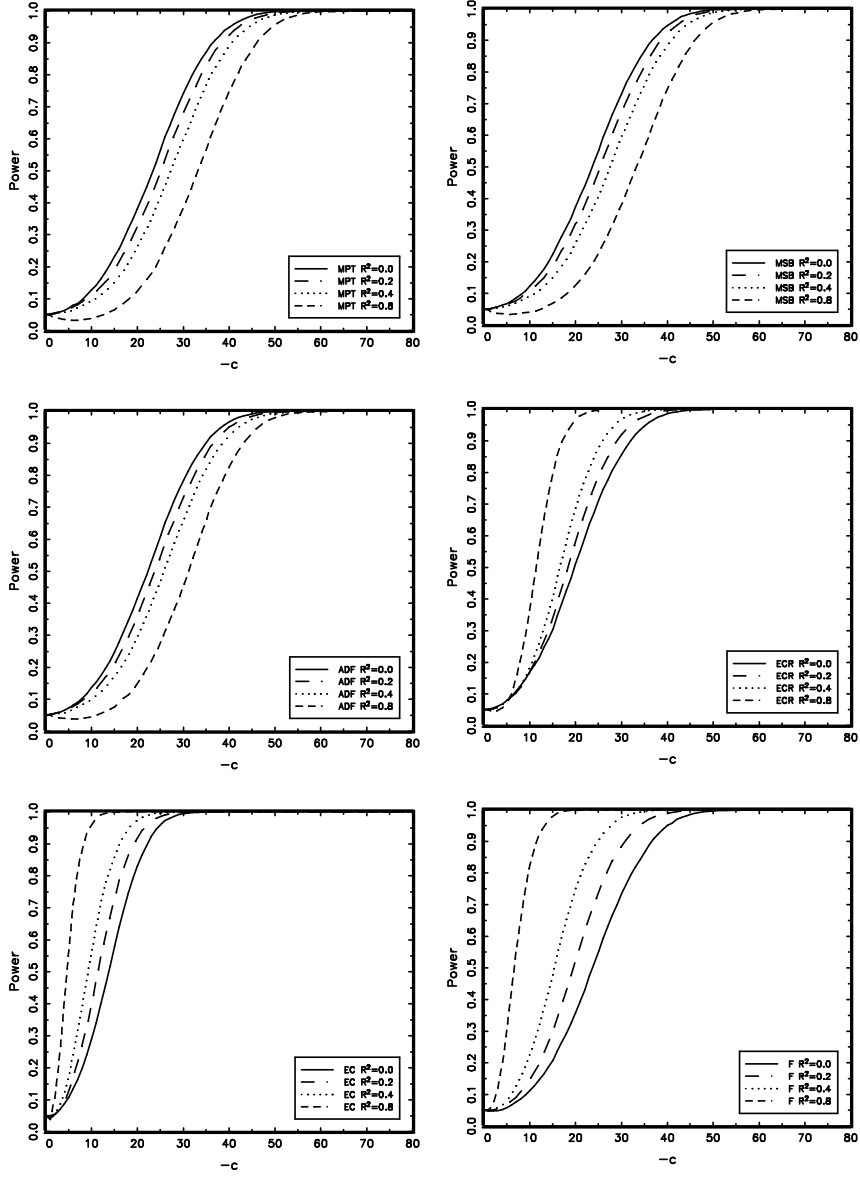 Power
1.0
0.9
0.8
0.7
0.6
0.5
0.4
0.3
0.2
0.1
0.0
0 10 20 30 40 50 60 70 80
−c
MPT R²=0.0
MPT R²=0.2
MPT R²=0.4
MPT R²=0.8
Power
1.0
0.9
0.8
0.7
0.6
0.5
0.4
0.3
0.2
0.1
0.0
0 10 20 30 40 50 60 70 80
−c
MSB R²=0.0
MSB R²=0.2
MSB R²=0.4
MSB R²=0.8
Power
1.0
0.9
0.8
0.7
0.6
0.5
0.4
0.3
0.2
0.1
0.0
0 10 20 30 40 50 60 70 80
−c
ADF R²=0.0
ADF R²=0.2
ADF R²=0.4
ADF R²=0.8
Power
1.0
0.9
0.8
0.7
0.6
0.5
0.4
0.3
0.2
0.1
0.0
0 10 20 30 40 50 60 70 80
−c
ECR R²=0.0
ECR R²=0.2
ECR R²=0.4
ECR R²=0.8
Power
1.0
0.9
0.8
0.7
0.6
0.5
0.4
0.3
0.2
0.1
0.0
0 10 20 30 40 50 60 70 80
−c
EC R²=0.0
EC R²=0.2
EC R²=0.4
EC R²=0.8
Power
1.0
0.9
0.8
0.7
0.6
0.5
0.4
0.3
0.2
0.1
0.0
0 10 20 30 40 50 60 70 80
−c
F R²=0.0
F R²=0.2
F R²=0.4
F R²=0.8